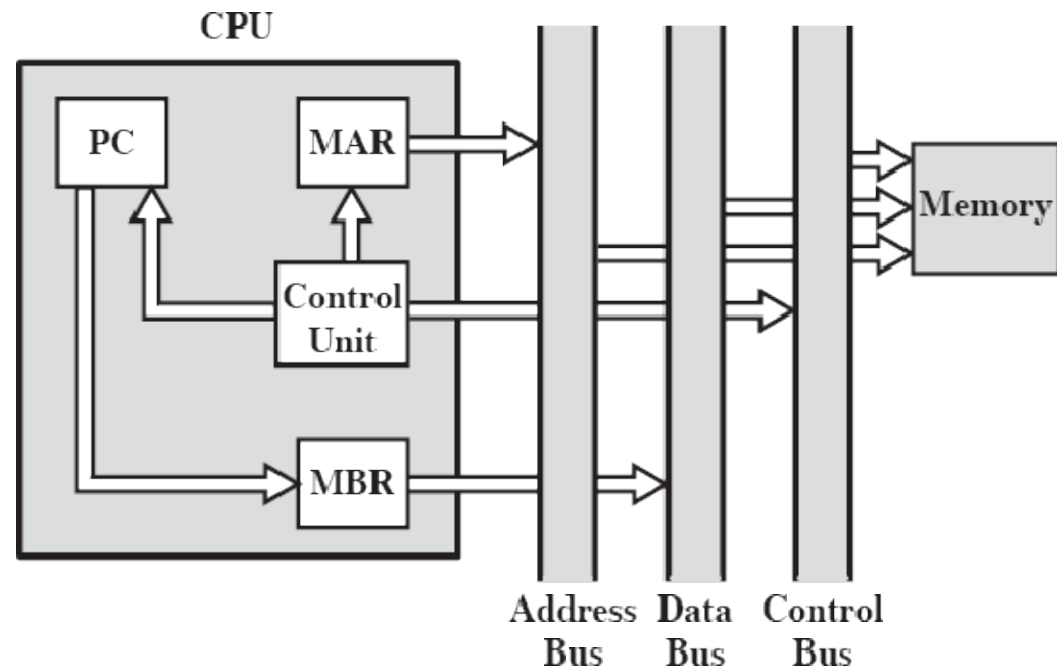 CPU
PC
MAR
Memory
Control
Unit
MBR
Address
Bus
Data
Bus
Control
Bus